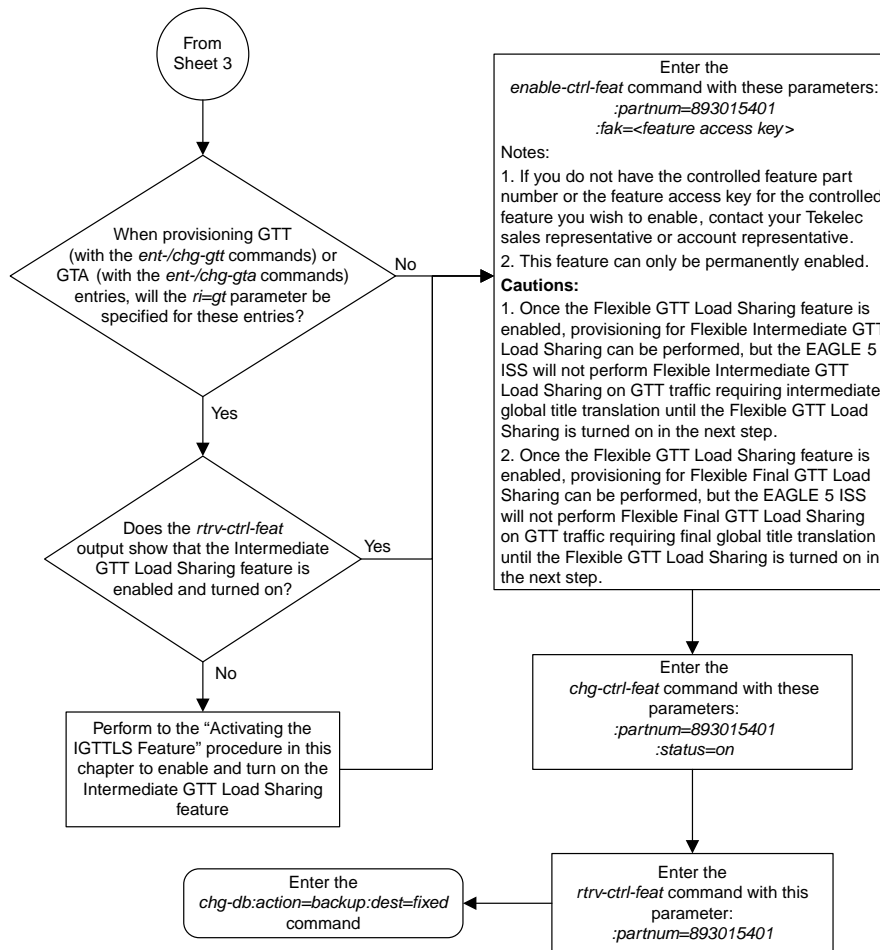 From
Sheet 3
When provisioning GTT
(with the ent-/chg-gtt commands) or
GTA (with the ent-/chg-gta commands)
entries, will the ri=gt parameter be
specified for these entries?
No
Yes
Does the rtrv-ctrl-feat
output show that the Intermediate
GTT Load Sharing feature is
enabled and turned on?
Yes
No
Perform to the “Activating the
IGTTLS Feature” procedure in this
chapter to enable and turn on the
Intermediate GTT Load Sharing
feature
Enter the
enable-ctrl-feat command with these parameters:
:partnum=893015401
:fak=<feature access key>
Notes:
1. If you do not have the controlled feature part
number or the feature access key for the controlled
feature you wish to enable, contact your Tekelec
sales representative or account representative.
2. This feature can only be permanently enabled.
Cautions:
1. Once the Flexible GTT Load Sharing feature is
enabled, provisioning for Flexible Intermediate GTT
Load Sharing can be performed, but the EAGLE 5
ISS will not perform Flexible Intermediate GTT
Load Sharing on GTT traffic requiring intermediate
global title translation until the Flexible GTT Load
Sharing is turned on in the next step.
2. Once the Flexible GTT Load Sharing feature is
enabled, provisioning for Flexible Final GTT Load
Sharing can be performed, but the EAGLE 5 ISS
will not perform Flexible Final GTT Load Sharing
on GTT traffic requiring final global title translation
until the Flexible GTT Load Sharing is turned on in
the next step.
Enter the
chg-ctrl-feat command with these
parameters:
:partnum=893015401
:status=on
Enter the
rtrv-ctrl-feat command with this
parameter:
:partnum=893015401
Enter the
chg-db:action=backup:dest=fixed
command